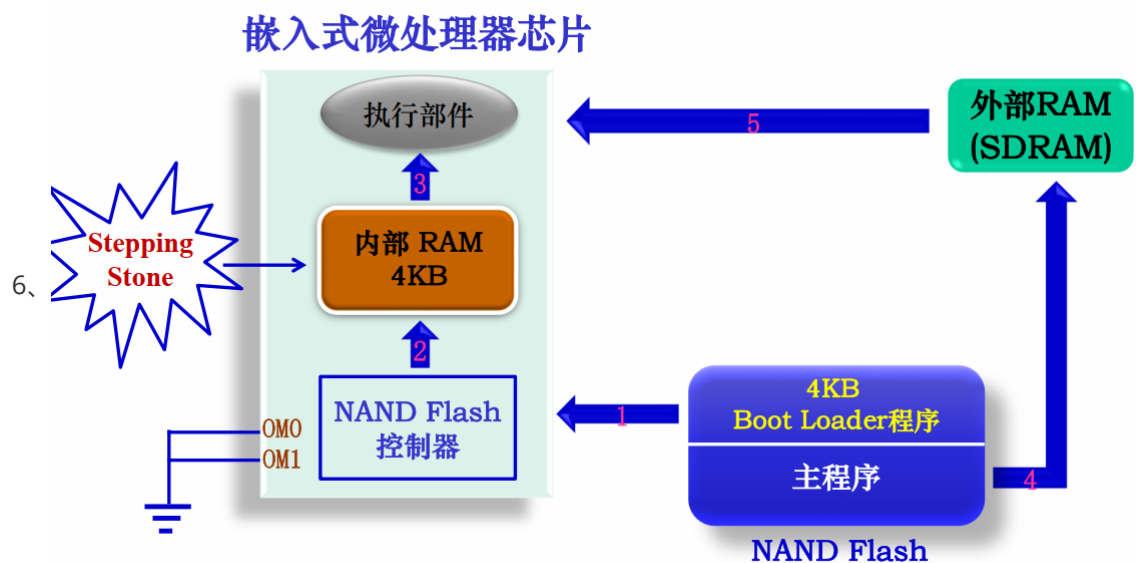 嵌入式微处理器芯片
执行部件
3
内部 RAM
4KB
2
NAND Flash
控制器
OM0
OM1
Stepping
Stone
6、
5
外部RAM
(SDRAM)
1
4KB
Boot Loader程序
主程序
4
NAND Flash